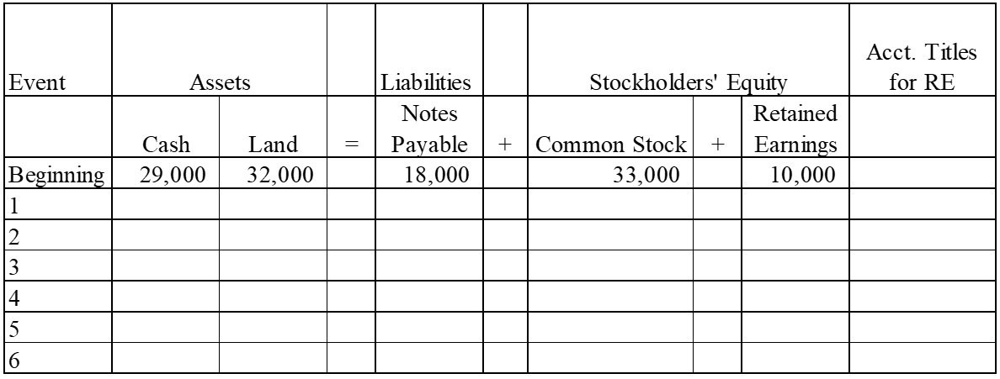 Acct. Titles
Event Assets Liabilities Stockholders' Equity for RE
Notes Retained
Cash Land = Payable + Common Stock + Earnings
Beginning 29,000 32,000 18,000 33,000 10,000
1
2
3
4
5
6